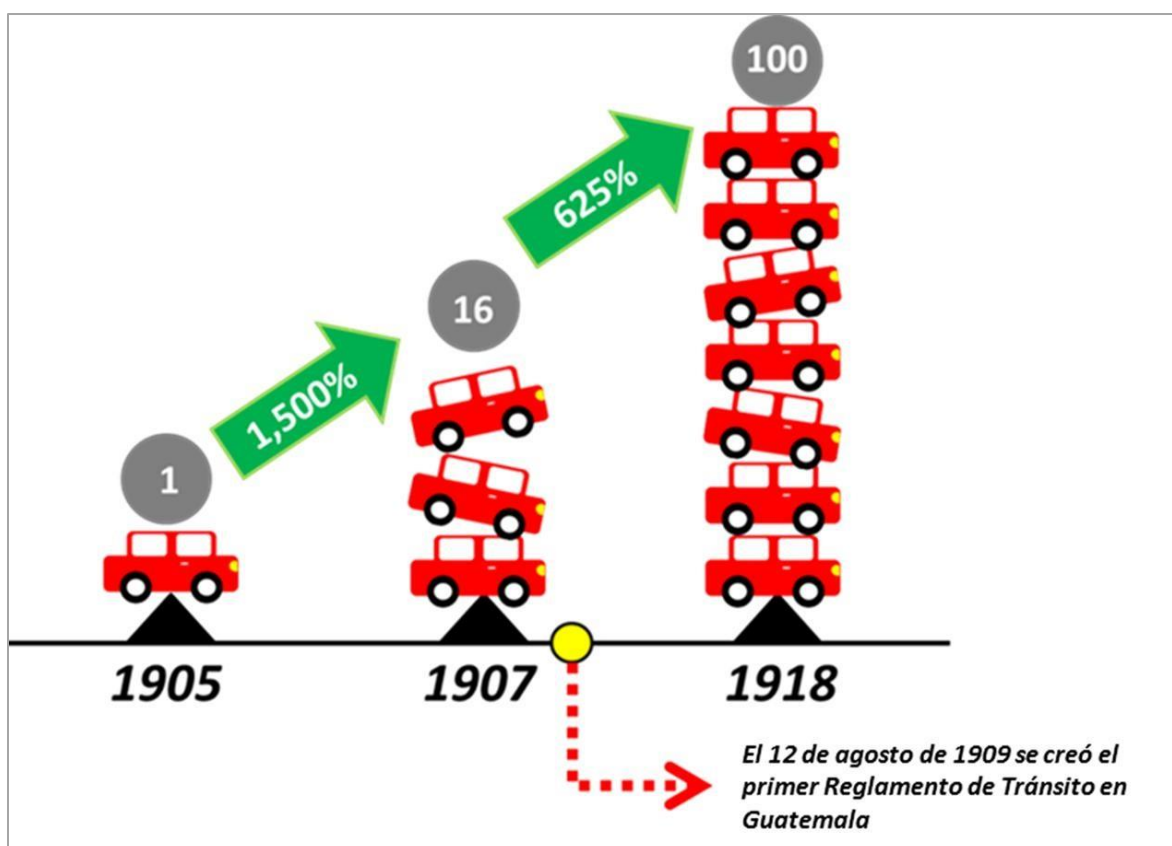 100
625%
16
1,500%
1
1905
1907
1918
El 12 de agosto de 1909 se creó el
primer Reglamento de Tránsito en
Guatemala